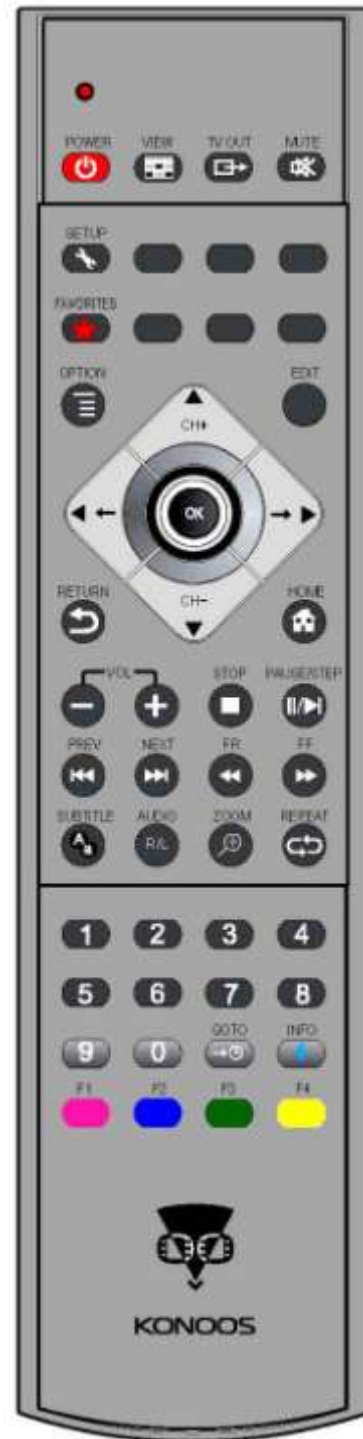 POWER VIEW TV OUT MUTE
SETUP
FAVORITES
OPTION EDIT
CH+
OK
CH-
RETURN HOME
VOL STOP PAUSE/STEP
PREV NEXT FR FF
SUBTITLE AUDIO ZOOM REPEAT
R/L
1 2 3 4
5 6 7 8
GOTO INFO
9 0 i
F1 F2 F3 F4
KONOOS